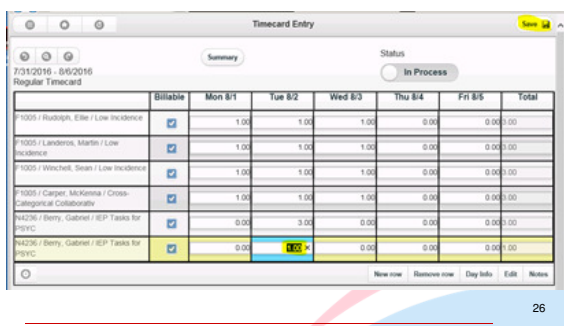 Timecard Entry
Save
Summary
Status
7/31/2016 - 8/6/2016
In Process
Regular Timecard
Billable Mon 8/1 Tue 8/2 Wed 8/3 Thu 8/4 Fri 8/5 Total
F1005 / Rudolph, Ellie / Low Incidence 1.00 1.00 1.00 0.00 0.00 3.00
F1005 / Landeros, Martin / Low
Incidence 1.00 1.00 1.00 0.00 0.00 3.00
F1005 / Winchell, Sean / Low Incidence 1.00 1.00 1.00 0.00 0.00 3.00
F1005 / Carper, McKenna / Cross-
Categorical Collaborativ 1.00 1.00 1.00 0.00 0.00 3.00
N4236 / Berry, Gabriel / IEP Tasks for
PSYC 0.00 3.00 0.00 0.00 0.00 3.00
N4236 / Berry, Gabriel / IEP Tasks for
PSYC 0.00 1.00 × 0.00 0.00 0.00 1.00
New row Remove row Day Info Edit Notes
26